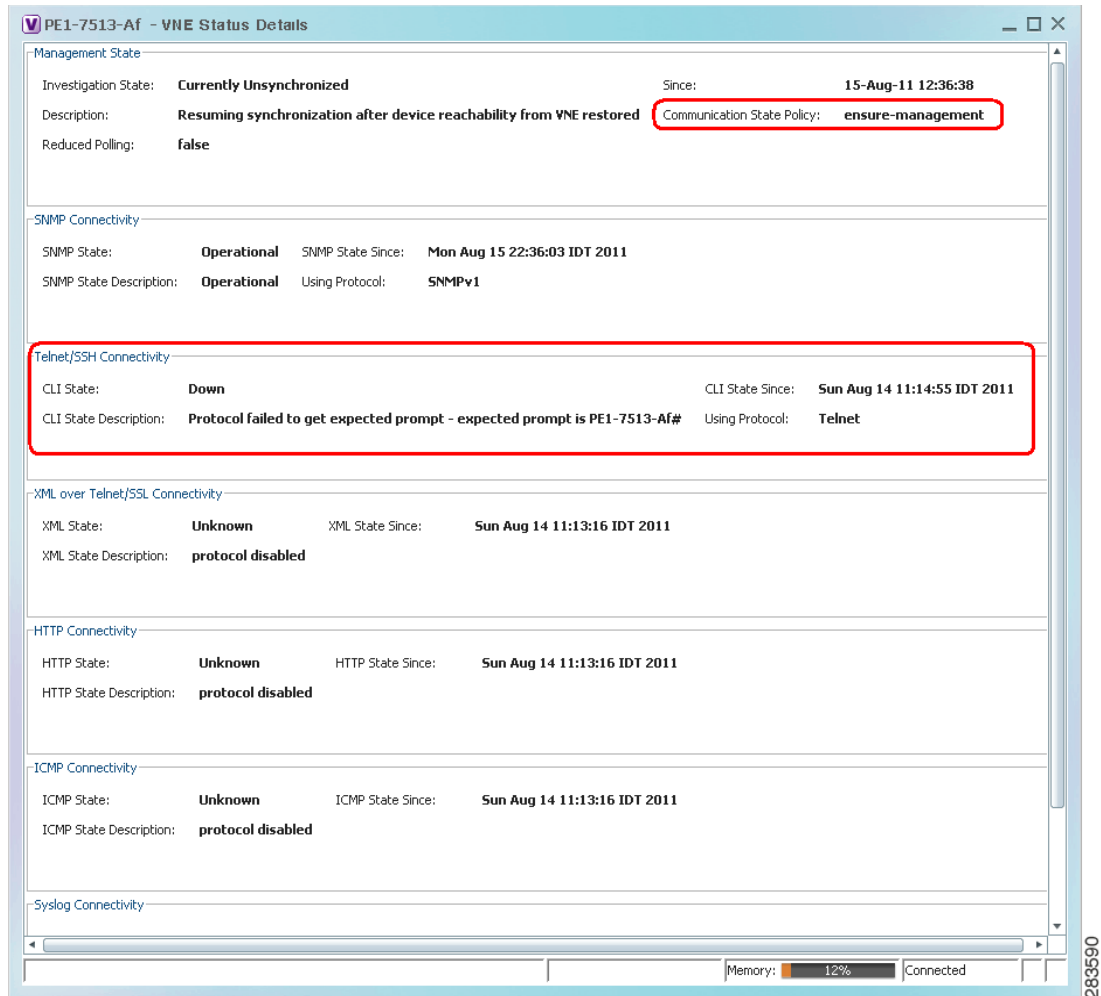 V PE1-7513-Af - VNE Status Details
Management State
Investigation State: Currently Unsynchronized Since: 15-Aug-11 12:36:38
Description: Resuming synchronization after device reachability from VNE restored Communication State Policy: ensure-management
Reduced Polling: false
SNMP Connectivity
SNMP State: Operational SNMP State Since: Mon Aug 15 22:36:03 IDT 2011
SNMP State Description: Operational Using Protocol: SNMPv1
Telnet/SSH Connectivity
CLI State: Down CLI State Since: Sun Aug 14 11:14:55 IDT 2011
CLI State Description: Protocol failed to get expected prompt - expected prompt is PE1-7513-Af# Using Protocol: Telnet
XML over Telnet/SSL Connectivity
XML State: Unknown XML State Since: Sun Aug 14 11:13:16 IDT 2011
XML State Description: protocol disabled
HTTP Connectivity
HTTP State: Unknown HTTP State Since: Sun Aug 14 11:13:16 IDT 2011
HTTP State Description: protocol disabled
ICMP Connectivity
ICMP State: Unknown ICMP State Since: Sun Aug 14 11:13:16 IDT 2011
ICMP State Description: protocol disabled
Syslog Connectivity
Memory: 12% Connected
283590